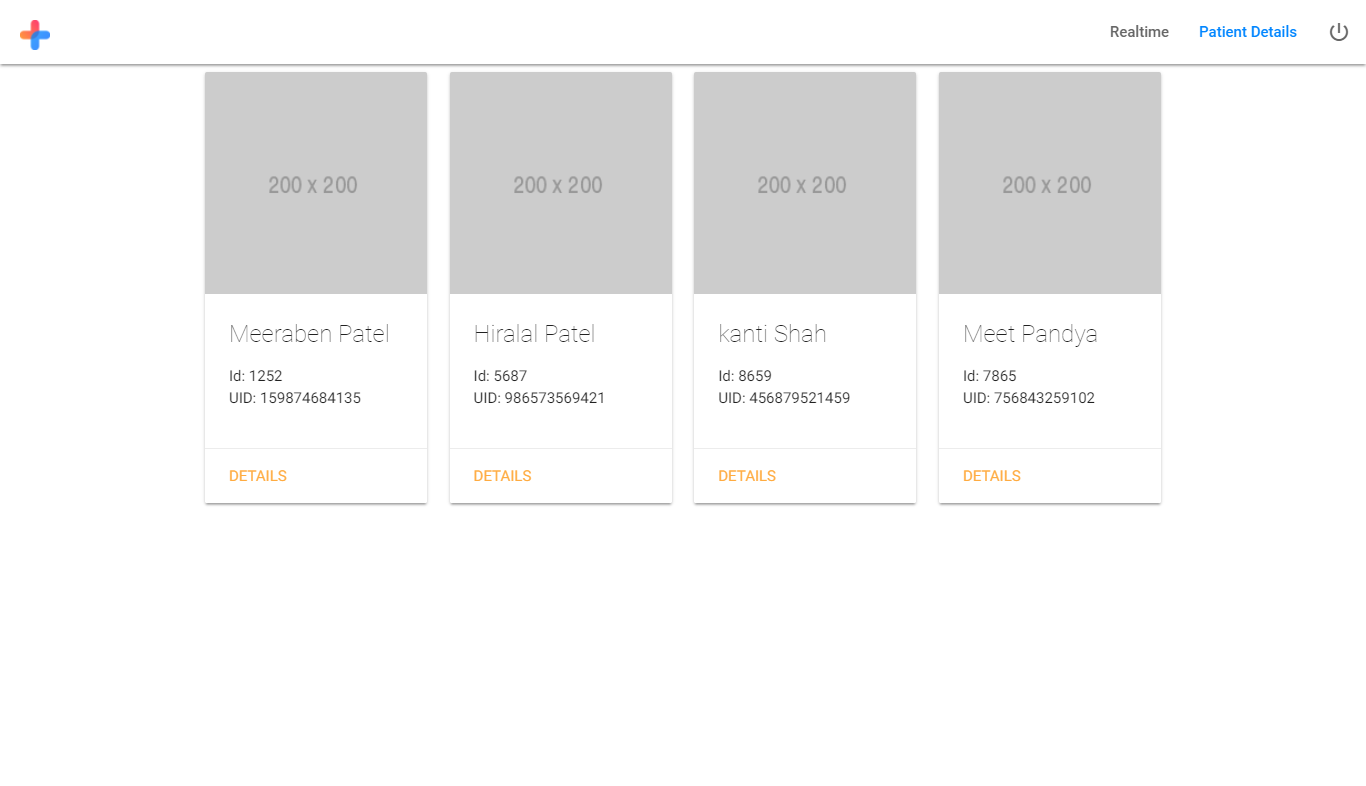 Realtime
Patient Details
200 x 200
200 x 200
200 x 200
200 x 200
Meeraben Patel
Id: 1252
UID: 159874684135
DETAILS
Hiralal Patel
Id: 5687
UID: 986573569421
DETAILS
kanti Shah
Id: 8659
UID: 456879521459
DETAILS
Meet Pandya
Id: 7865
UID: 756843259102
DETAILS